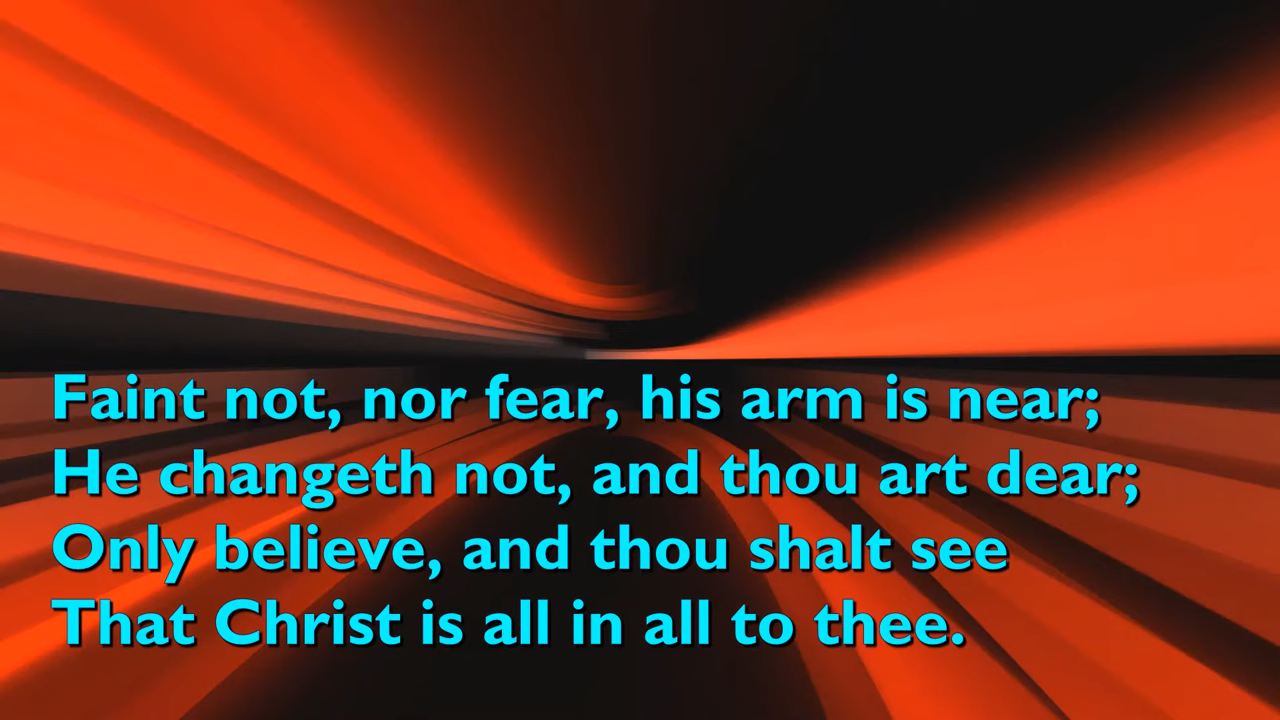 Faint not, nor fear, his arm is near;
He changeth not, and thou art dear;
Only believe, and thou shalt see
That Christ is all in all to thee.